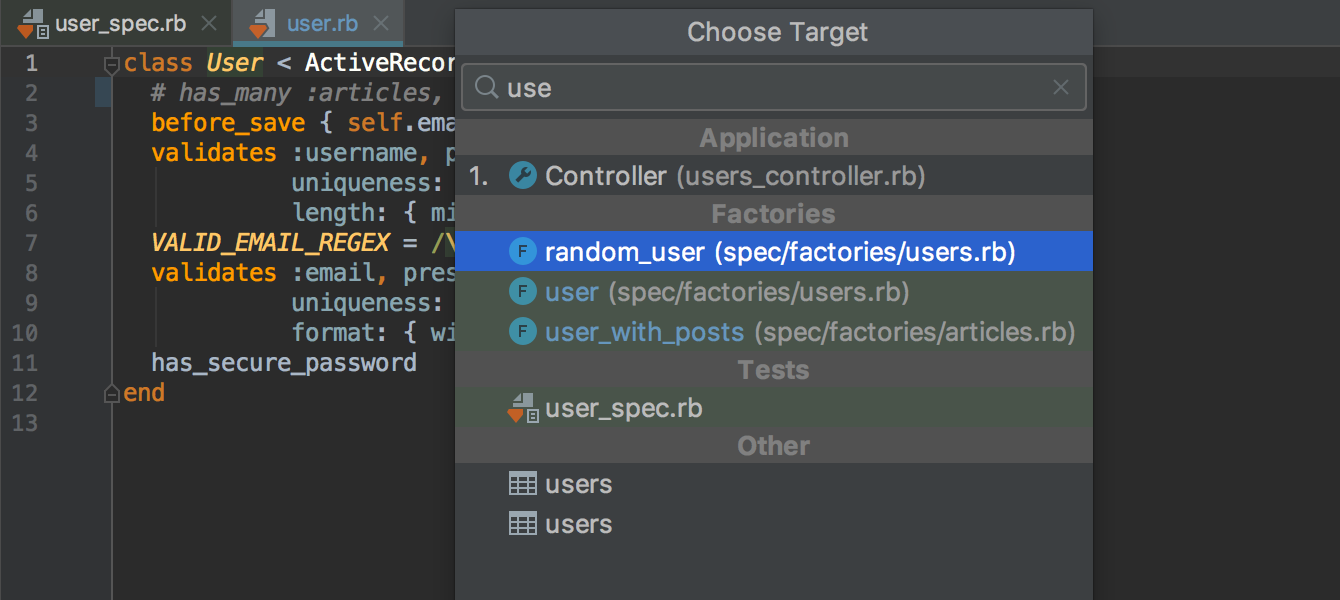 user_spec.rb
user.rb
1 class User < ActiveRecor
2 # has_many :articles,
3 before_save { self.ema
4 validates :username, p
5 uniqueness:
6 length: { mi
7 VALID_EMAIL_REGEX = /\
8 validates :email, pres
9 uniqueness:
10 format: { wi
11 has_secure_password
12 end
13
Choose Target
use
Application
1. Controller (users_controller.rb)
Factories
F random_user (spec/factories/users.rb)
F user (spec/factories/users.rb)
F user_with_posts (spec/factories/articles.rb)
Tests
user_spec.rb
Other
users
users